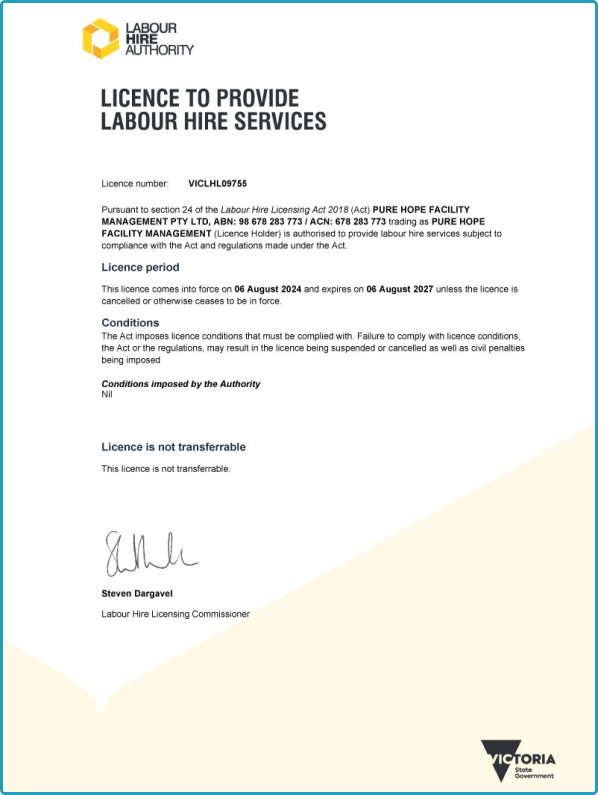 LABOUR
HIRE
AUTHORITY
LICENCE TO PROVIDE
LABOUR HIRE SERVICES
Licence number: VICLHL09755
Pursuant to section 24 of the Labour Hire Licensing Act 2018 (Act) PURE HOPE FACILITY
MANAGEMENT PTY LTD, ABN: 98 678 283 773 / ACN: 678 283 773 trading as PURE HOPE
FACILITY MANAGEMENT (Licence Holder) is authorised to provide labour hire services subject to
compliance with the Act and regulations made under the Act.
Licence period
This licence comes into force on 06 August 2024 and expires on 06 August 2027 unless the licence is
cancelled or otherwise ceases to be in force.
Conditions
The Act imposes licence conditions that must be complied with. Failure to comply with licence conditions,
the Act or the regulations, may result in the licence being suspended or cancelled as well as civil penalties
being imposed
Conditions imposed by the Authority
Nil
Licence is not transferrable
This licence is not transferrable.
Steven Dargavel
Labour Hire Licensing Commissioner
VICTORIA
State
Government